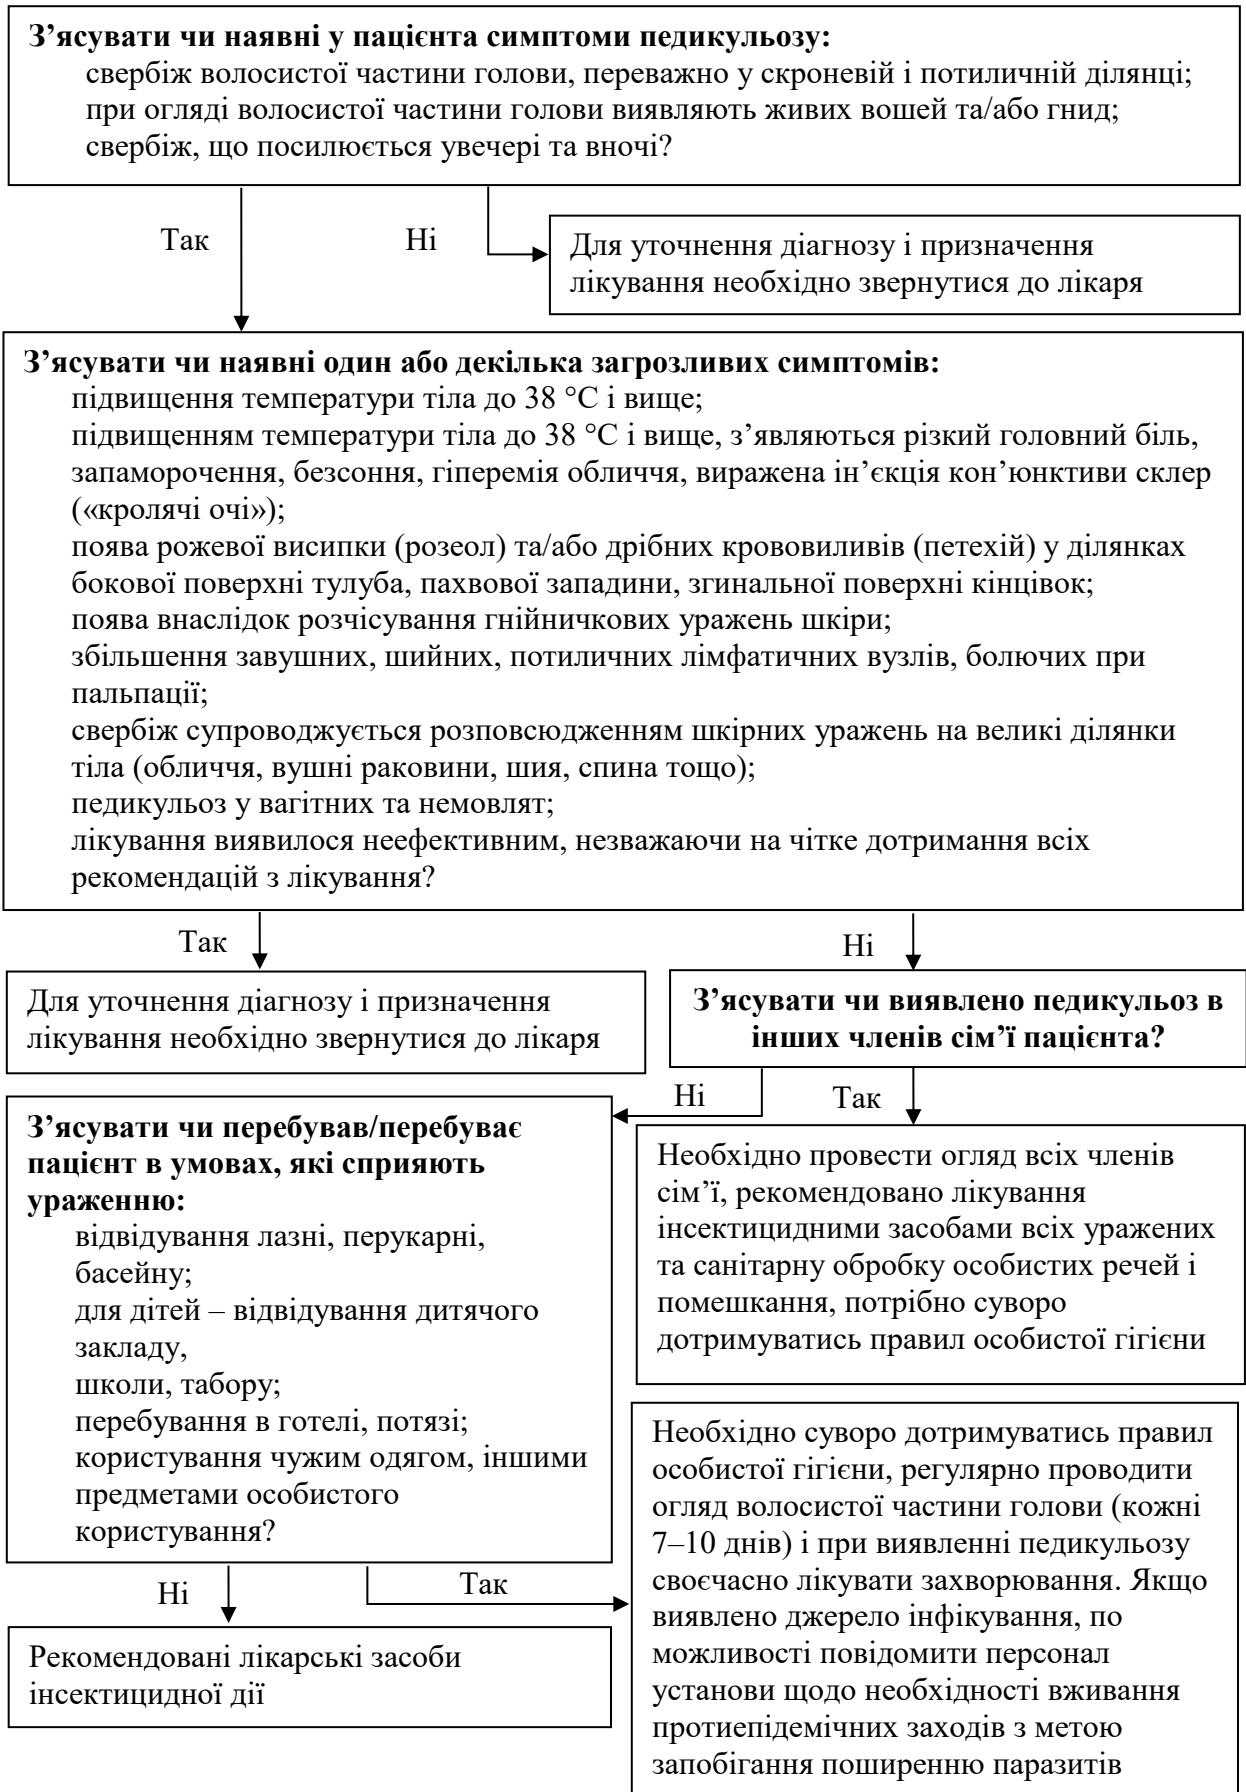 З’ясувати чи наявні у пацієнта симптоми педикульозу:
свербіж волосистої частини голови, переважно у скроневій і потиличній ділянці;
при огляді волосистої частини голови виявляють живих вошей та/або гнид;
свербіж, що посилюється увечері та вночі?
Так
Ні
Для уточнення діагнозу і призначення
лікування необхідно звернутися до лікаря
З’ясувати чи наявні один або декілька загрозливих симптомів:
підвищення температури тіла до 38 °С і вище;
підвищенням температури тіла до 38 °С і вище, з’являються різкий головний біль,
запаморочення, безсоння, гіперемія обличчя, виражена ін’єкція кон’юнктиви склер
(«кролячі очі»);
поява рожевої висипки (розеол) та/або дрібних крововиливів (петехій) у ділянках
бокової поверхні тулуба, пахвової западини, згинальної поверхні кінцівок;
поява внаслідок розчісування гнійничкових уражень шкіри;
збільшення завушних, шийних, потиличних лімфатичних вузлів, болючих при
пальпації;
свербіж супроводжується розповсюдженням шкірних уражень на великі ділянки
тіла (обличчя, вушні раковини, шия, спина тощо);
педикульоз у вагітних та немовлят;
лікування виявилося неефективним, незважаючи на чітке дотримання всіх
рекомендацій з лікування?
Так
Ні
Для уточнення діагнозу і призначення
лікування необхідно звернутися до лікаря
З’ясувати чи виявлено педикульоз в
інших членів сім’ї пацієнта?
Ні
Так
З’ясувати чи перебував/перебуває
пацієнт в умовах, які сприяють
ураженню:
відвідування лазні, перукарні,
басейну;
для дітей – відвідування дитячого
закладу,
школи, табору;
перебування в готелі, потязі;
користування чужим одягом, іншими
предметами особистого
користування?
Необхідно провести огляд всіх членів
сім’ї, рекомендовано лікування
інсектицидними засобами всіх уражених
та санітарну обробку особистих речей і
помешкання, потрібно суворо
дотримуватись правил особистої гігієни
Ні
Так
Рекомендовані лікарські засоби
інсектицидної дії
Необхідно суворо дотримуватись правил
особистої гігієни, регулярно проводити
огляд волосистої частини голови (кожні
7–10 днів) і при виявленні педикульозу
своєчасно лікувати захворювання. Якщо
виявлено джерело інфікування, по
можливості повідомити персонал
установи щодо необхідності вживання
протиепідемічних заходів з метою
запобігання поширенню паразитів